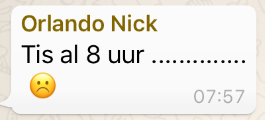 Orlando Nick
Tis al 8 uur ..............
☹️
07:57